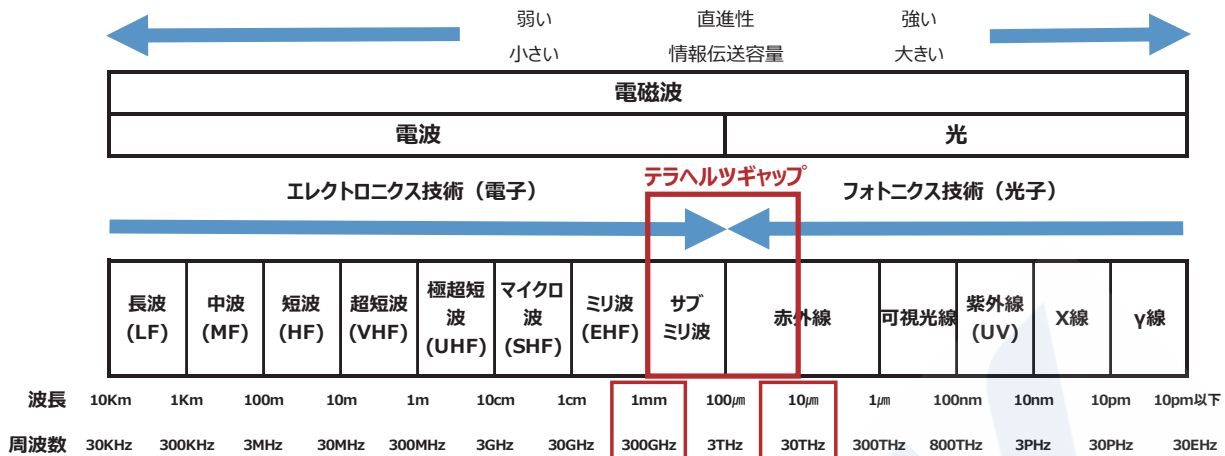 弱い 直進性 強い
小さい 情報伝送容量 大きい
電磁波
電波 光
テラヘルツギャップ
エレクトロニクス技術（電子） フォトニクス技術（光子）
長波
(LF)
中波
(MF)
短波
(HF)
超短波
(VHF)
極超短
波
(UHF)
マイクロ
波
(SHF)
ミリ波
(EHF)
サブ
ミリ波
赤外線
可視光線
紫外線
(UV)
X線
γ線
波長 10Km 1Km 100m 10m 1m 10cm 1cm 1mm 100㎛ 10㎛ 1㎛ 100nm 10nm 10pm 10pm以下
周波数 30KHz 300KHz 3MHz 30MHz 300MHz 3GHz 30GHz 300GHz 3THz 30THz 300THz 800THz 3PHz 30PHz 30EHz